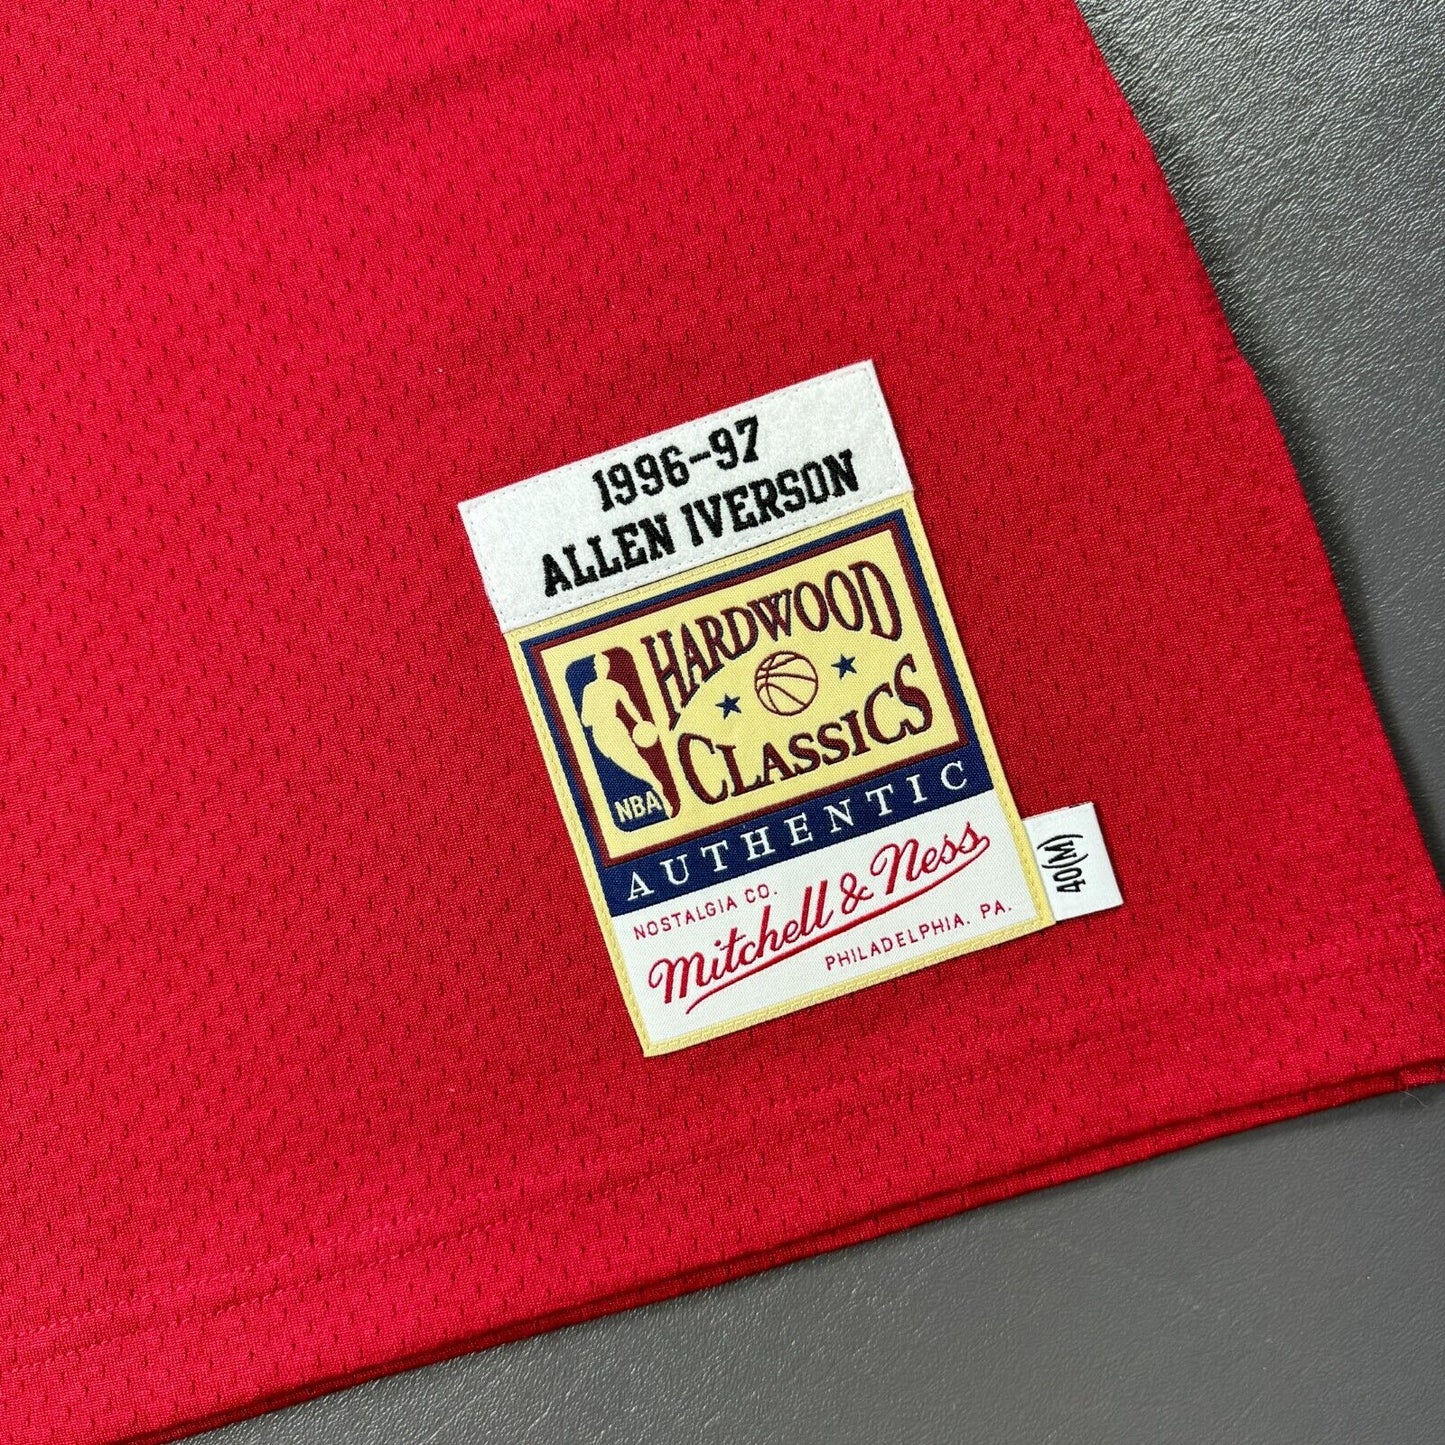 1996-97
ALLEN IVERSON
HARDWOOD
CLASSICS
NBA
AUTHENTIC
NOSTALGIA CO.
Mitchell & Ness
PHILADELPHIA. PA.
40(M)